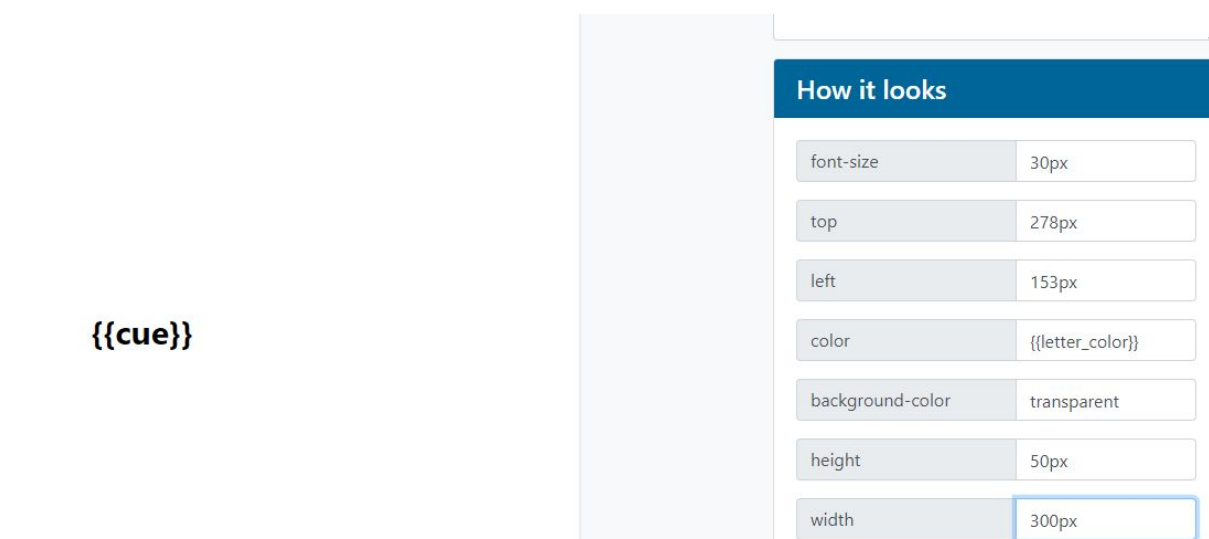 How it looks
font-size 30px
top 278px
left 153px
{{cue}}
color {{letter_color}}
background-color transparent
height 50px
width 300px